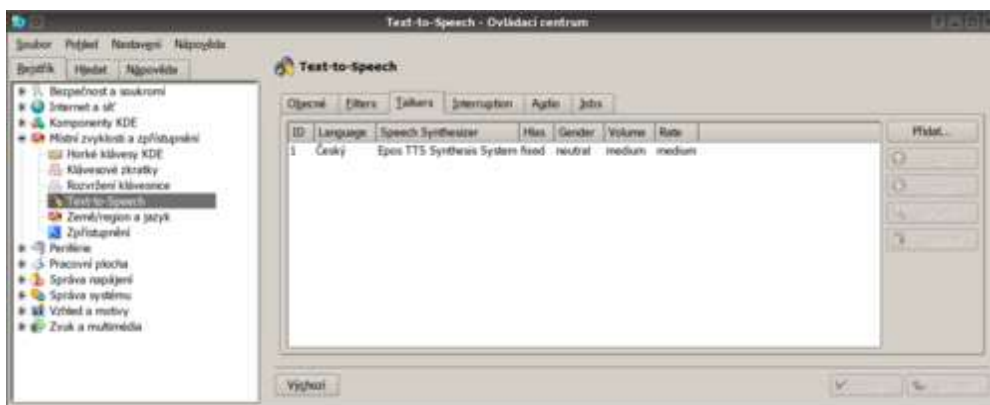 Text-to-Speech - Ovládací centrum
Soubor Pohled Nastavení Nápověda
Rejstřík Hledat Nápověda
Text-to-Speech
Bezpečnost a soukromí
Internet a síť
Komponenty KDE
Místní zvyklosti a zpřístupnění
Horké klávesy KDE
Klávesové zkratky
Rozvržení klávesnice
Text-to-Speech
Země/region a jazyk
Zpřístupnění
Periférie
Pracovní plocha
Správa napájení
Správa systému
Vzhled a motivy
Zvuk a multimédia
Obecné Filters Talkers Interruption Audio Jobs
ID Language Speech Synthesizer Hlas Gender Volume Rate
1 Český Epos TTS Synthesis System fixed neutral medium medium
Přidat...
Výchozí